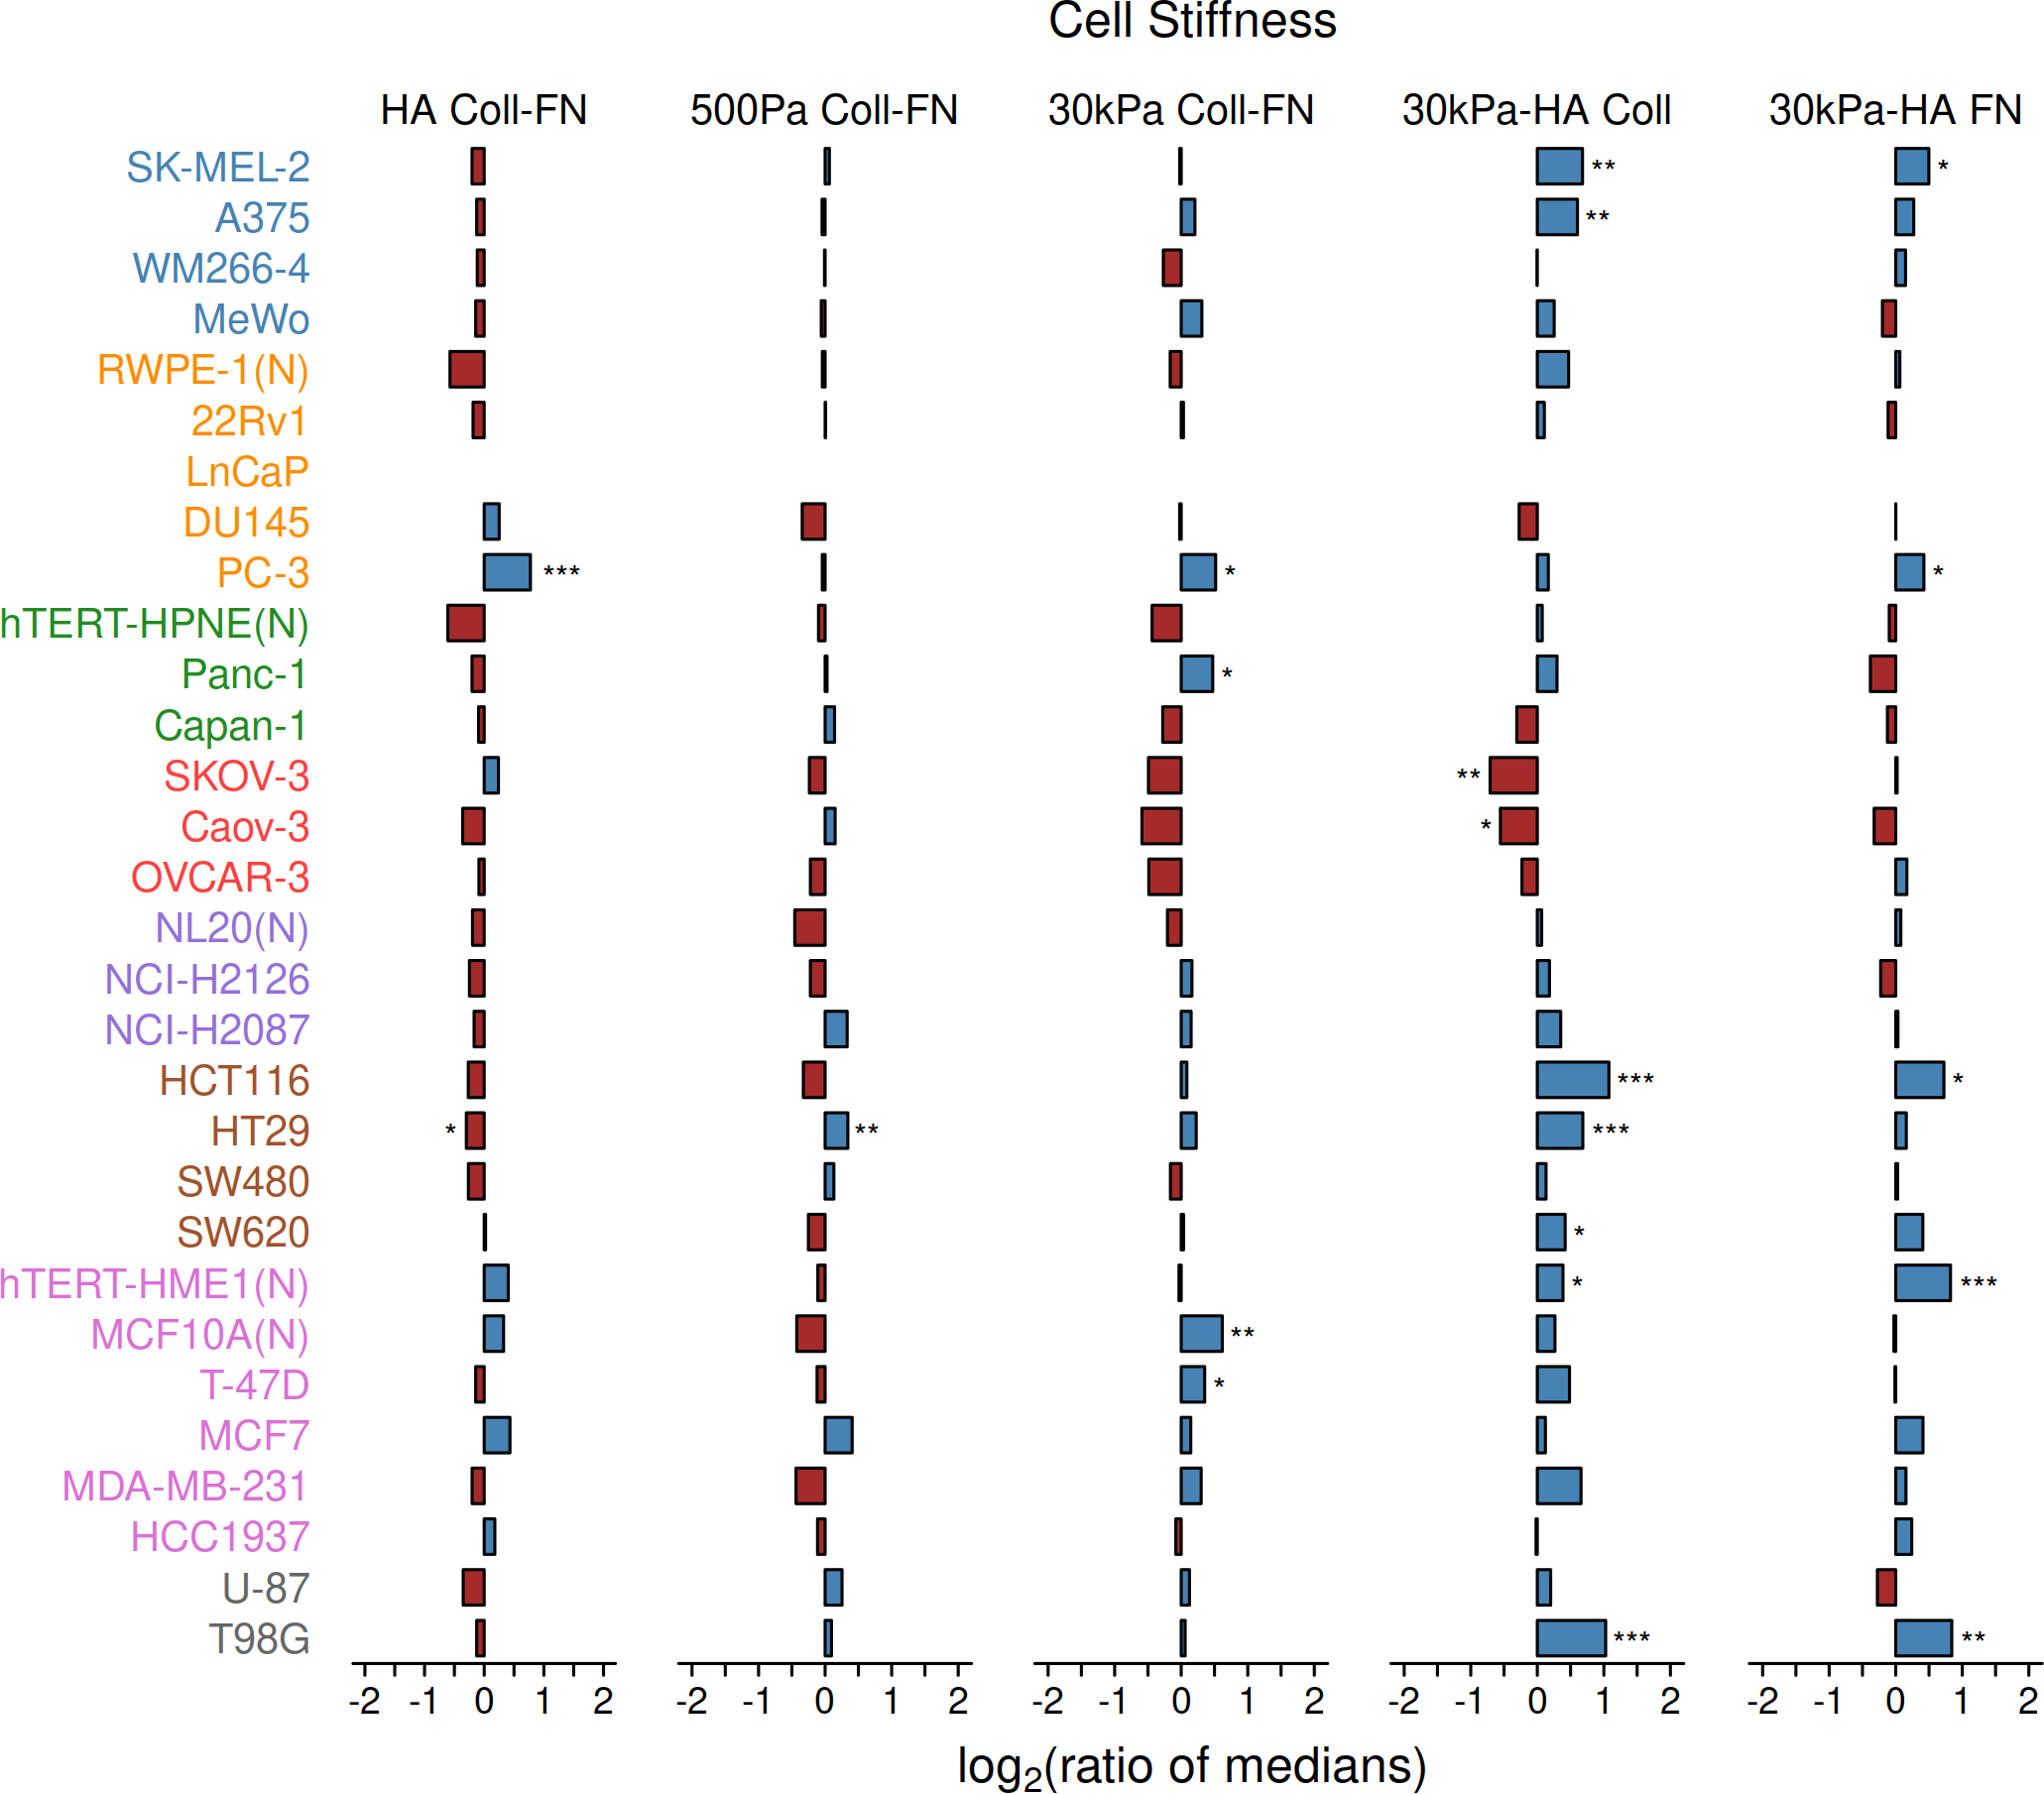 Cell Stiffness
HA Coll-FN 500Pa Coll-FN 30kPa Coll-FN 30kPa-HA Coll 30kPa-HA FN
SK-MEL-2 ** *
A375 **
WM266-4
MeWo
RWPE-1(N)
22Rv1
LnCaP
DU145
PC-3 *** * *
hTERT-HPNE(N)
Panc-1 *
Capan-1
SKOV-3 **
Caov-3 *
OVCAR-3
NL20(N)
NCI-H2126
NCI-H2087
HCT116 *** *
HT29 * ** ***
SW480
SW620 *
hTERT-HME1(N) * ***
MCF10A(N) **
T-47D *
MCF7
MDA-MB-231
HCC1937
U-87
T98G *** **
-2 -1 0 1 2 -2 -1 0 1 2 -2 -1 0 1 2 -2 -1 0 1 2 -2 -1 0 1 2
log2(ratio of medians)